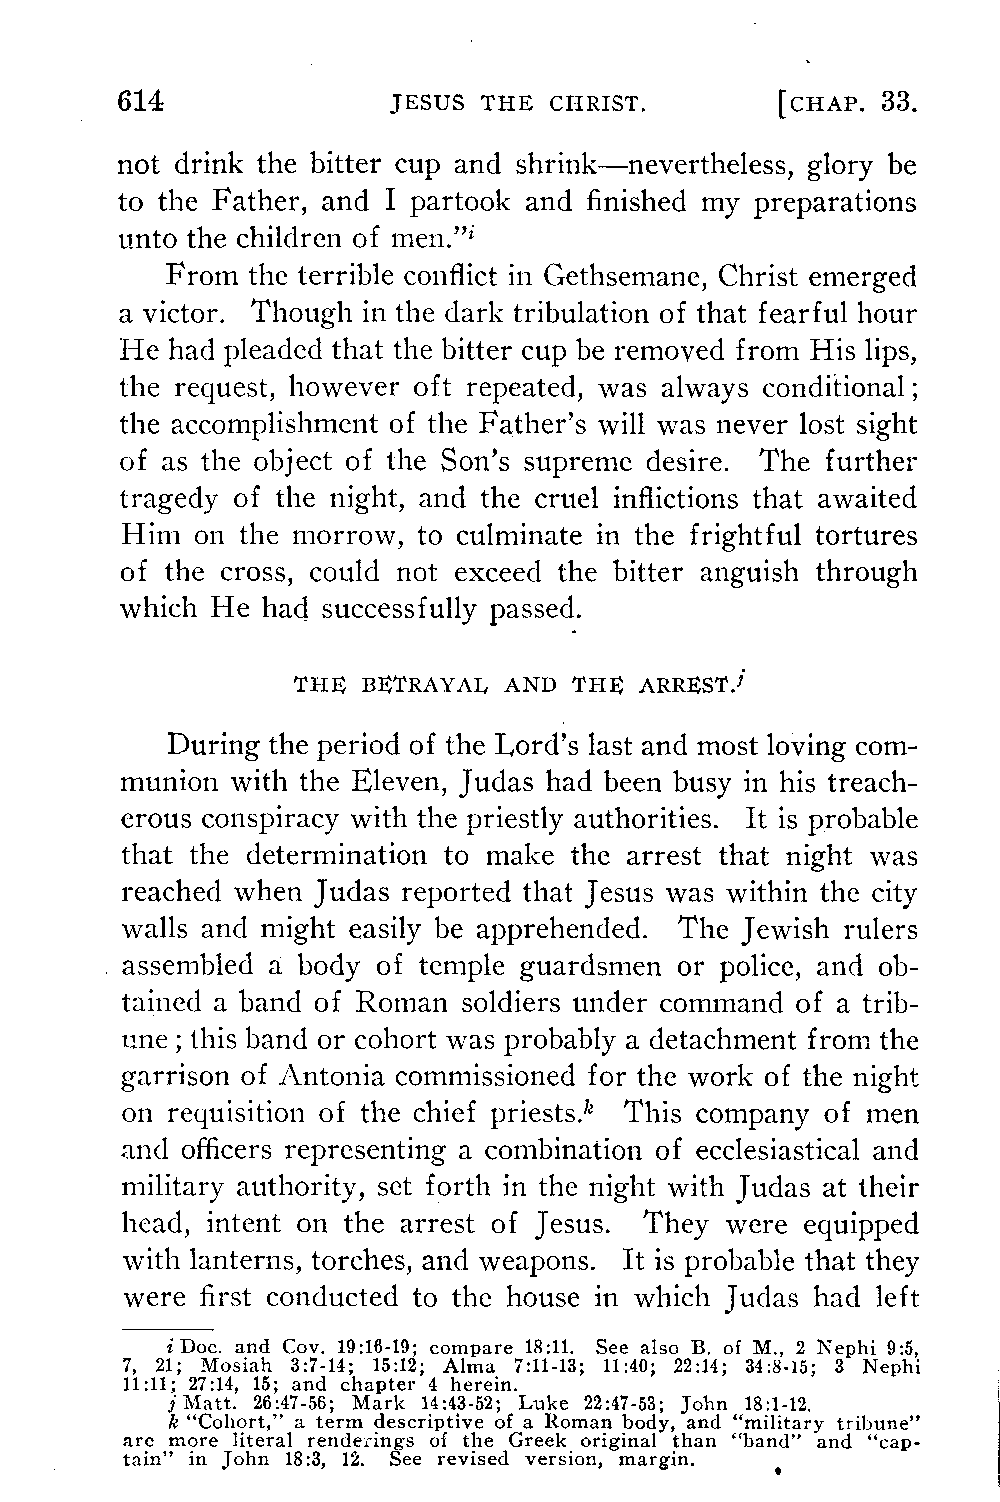 614 JESUS THE CHRIST. [CHAP. 33.
not drink the bitter cup and shrink—nevertheless, glory be
to the Father, and I partook and finished my preparations
unto the children of men."i
From the terrible conflict in Gethsemane, Christ emerged
a victor. Though in the dark tribulation of that fearful hour
He had pleaded that the bitter cup be removed from His lips,
the request, however oft repeated, was always conditional;
the accomplishment of the Father's will was never lost sight
of as the object of the Son's supreme desire. The further
tragedy of the night, and the cruel inflictions that awaited
Him on the morrow, to culminate in the frightful tortures
of the cross, could not exceed the bitter anguish through
which He had successfully passed.
THE BETRAYAL AND THE ARREST.j
During the period of the Lord's last and most loving com-
munion with the Eleven, Judas had been busy in his treach-
erous conspiracy with the priestly authorities. It is probable
that the determination to make the arrest that night was
reached when Judas reported that Jesus was within the city
walls and might easily be apprehended. The Jewish rulers
assembled a body of temple guardsmen or police, and ob-
tained a band of Roman soldiers under command of a trib-
une; this band or cohort was probably a detachment from the
garrison of Antonia commissioned for the work of the night
on requisition of the chief priests.k This company of men
and officers representing a combination of ecclesiastical and
military authority, set forth in the night with Judas at their
head, intent on the arrest of Jesus. They were equipped
with lanterns, torches, and weapons. It is probable that they
were first conducted to the house in which Judas had left
i Doc. and Cov. 19:16-19; compare 18:11. See also B. of M., 2 Nephi 9:5,
7, 21; Mosiah 3:7-14; 15:12; Alma 7:11-13; 11:40; 22:14; 34:8-15; 3 Nephi
11:11; 27:14, 15; and chapter 4 herein.
j Matt. 26:47-56; Mark 14:43-52; Luke 22:47-53; John 18:1-12.
k "Cohort," a term descriptive of a Roman body, and "military tribune"
are more literal renderings of the Greek original than "band" and "cap-
tain" in John 18:3, 12. See revised version, margin.